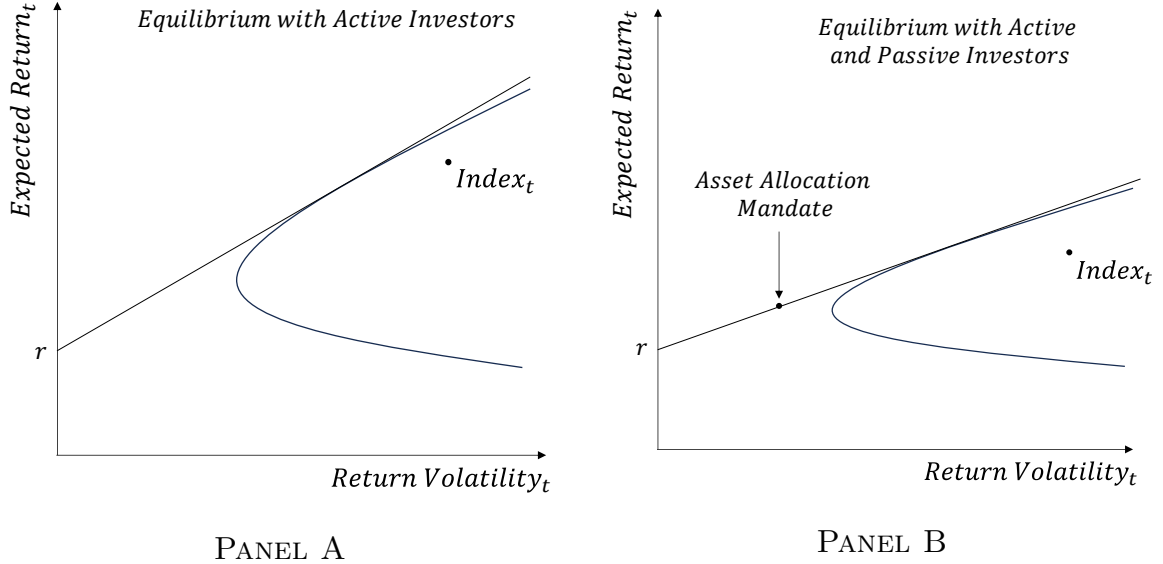 Equilibrium with Active Investors
Expected Return_t
Index_t
r
Return Volatility_t
PANEL A
Equilibrium with Active
and Passive Investors
Expected Return_t
Asset Allocation
Mandate
Index_t
r
Return Volatility_t
PANEL B